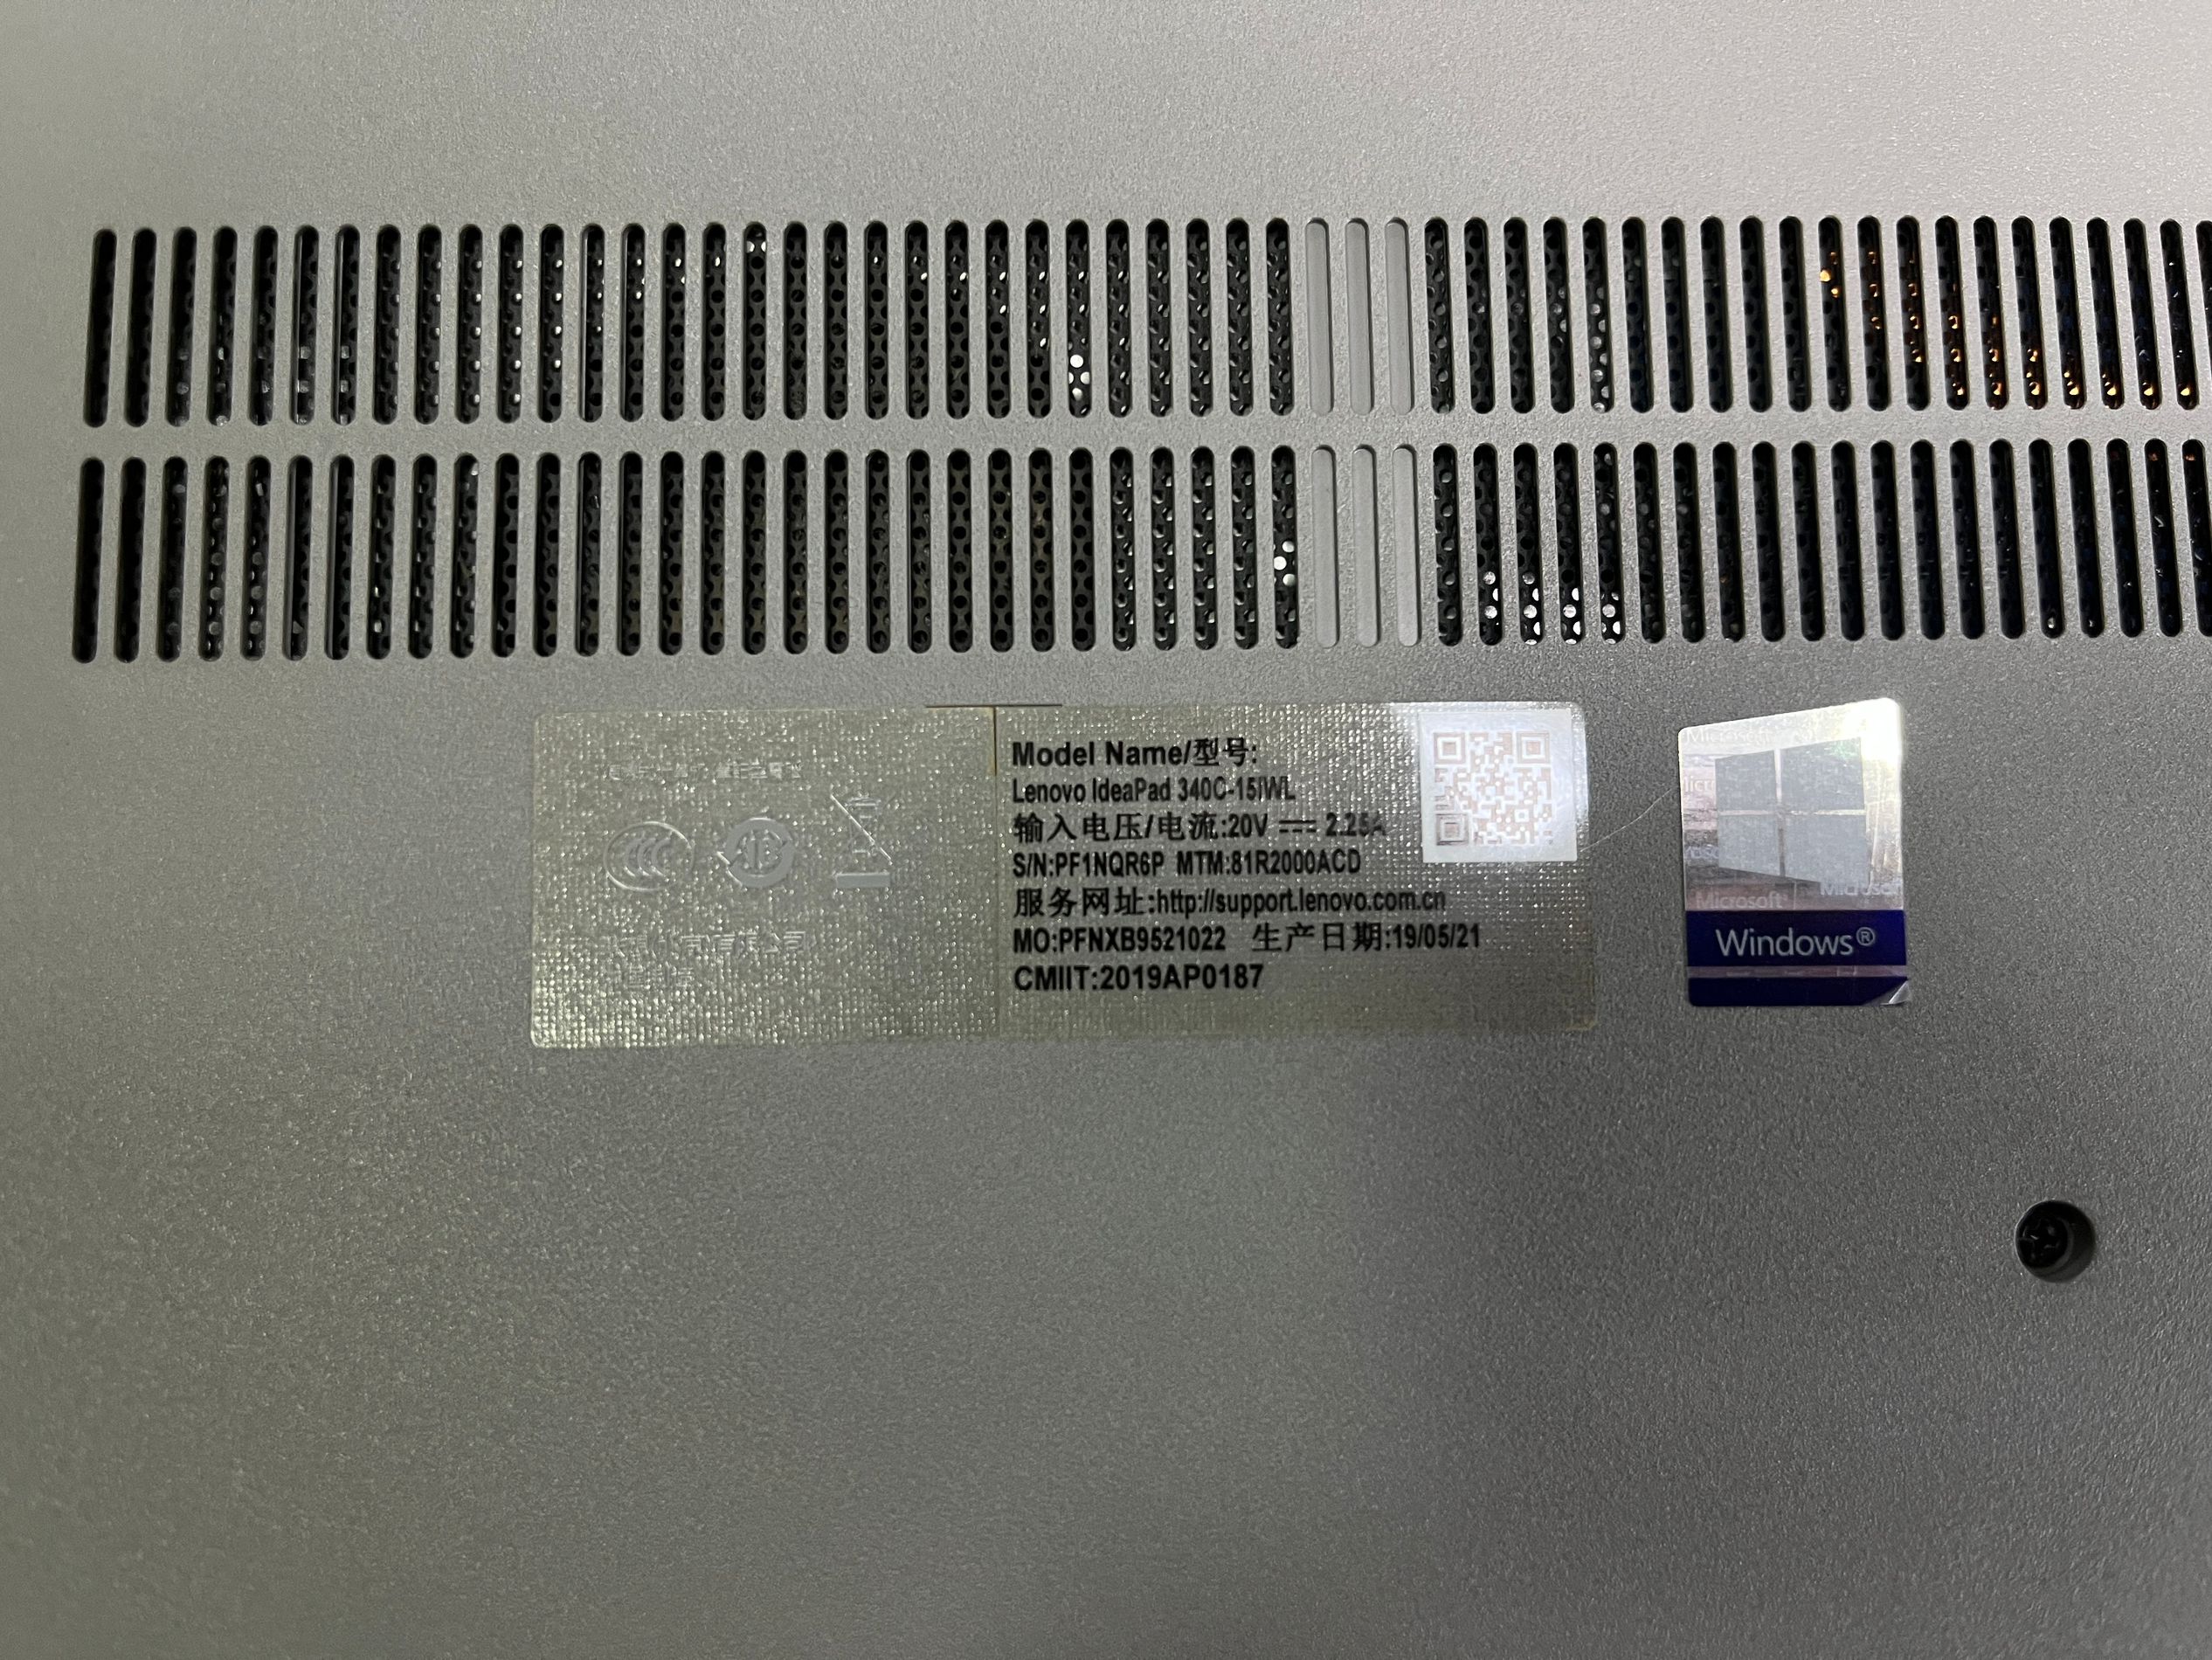 Model Name/型号:
Lenovo IdeaPad 340C-15IWL
输入电压/电流:20V ⎓ 2.25A
S/N:PF1NQR6P MTM:81R2000ACD
服务网址:http://support.lenovo.com.cn
MO:PFNXB9521022 生产日期:19/05/21
CMIIT:2019AP0187
Microsoft
Microsoft
Windows®